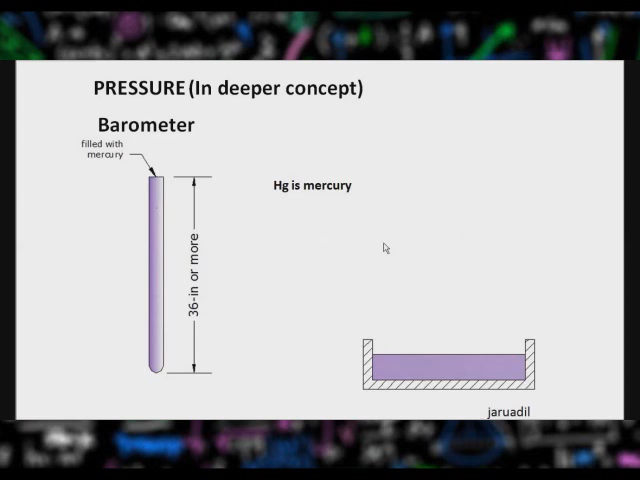 PRESSURE (In deeper concept)
Barometer
filled with
mercury
Hg is mercury
36-in or more
jaruadil